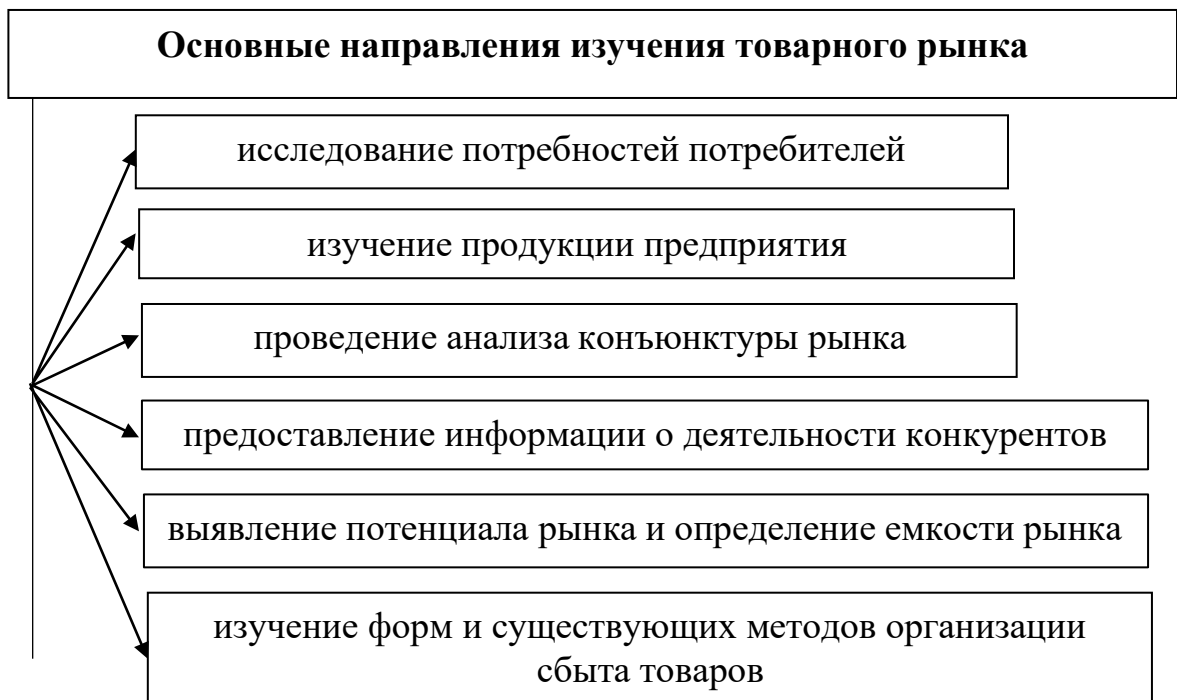 Основные направления изучения товарного рынка
исследование потребностей потребителей
изучение продукции предприятия
проведение анализа конъюнктуры рынка
предоставление информации о деятельности конкурентов
выявление потенциала рынка и определение емкости рынка
изучение форм и существующих методов организации
сбыта товаров